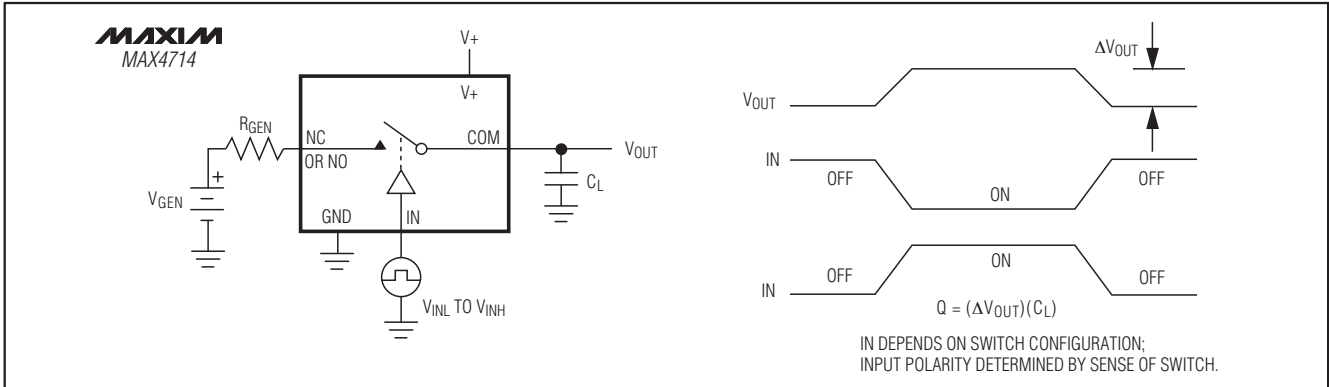 MAXIM
MAX4714
V+
V+
RGEN
NC
OR NO
COM
VOUT
CL
VGEN
+
GND
IN
VINL TO VINH
ΔVOUT
VOUT
IN
OFF
ON
OFF
IN
OFF
ON
OFF
Q = (ΔVOUT)(CL)
IN DEPENDS ON SWITCH CONFIGURATION;
INPUT POLARITY DETERMINED BY SENSE OF SWITCH.